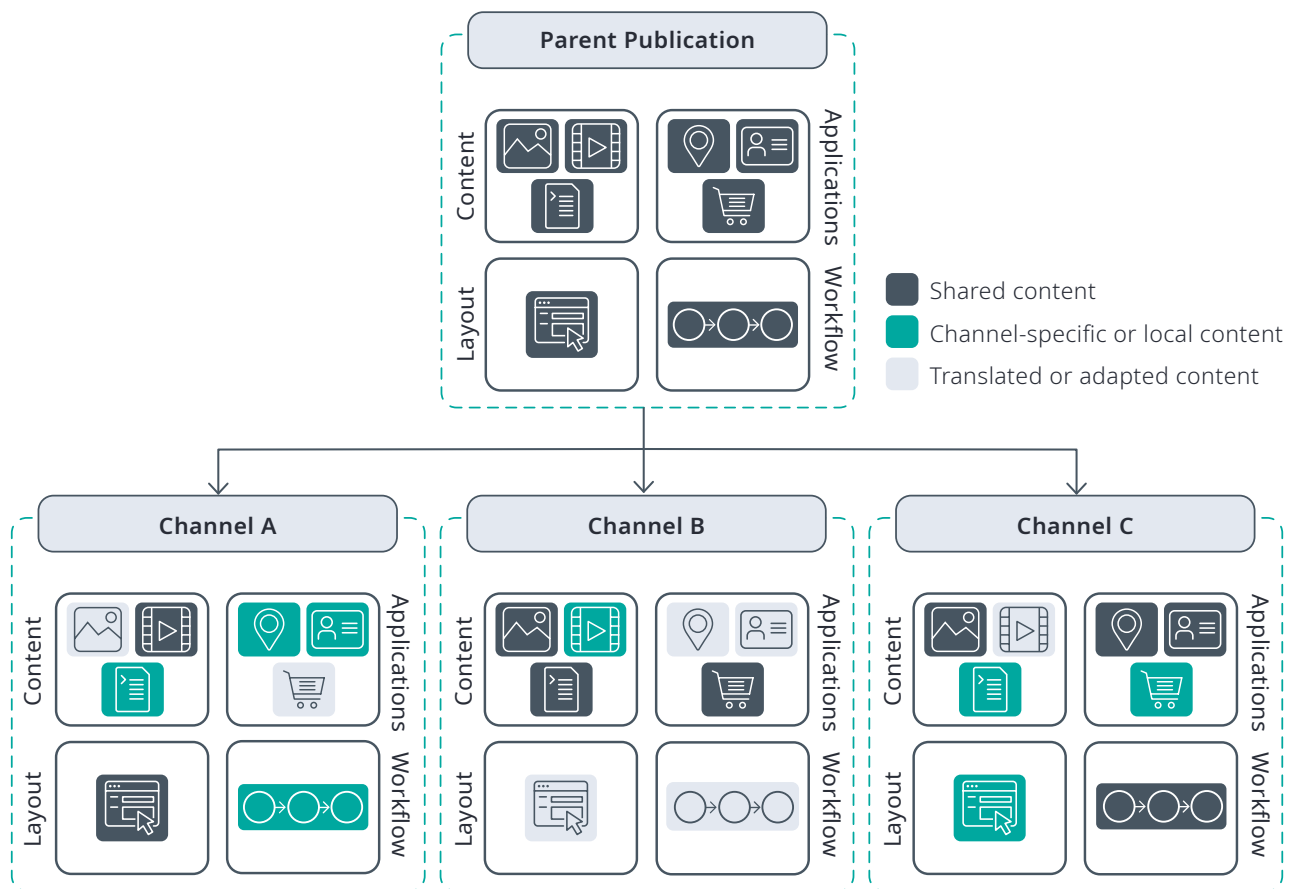 Parent Publication
Content
Applications
Layout
Workflow
Shared content
Channel-specific or local content
Translated or adapted content
Channel A
Content
Applications
Layout
Workflow
Channel B
Content
Applications
Layout
Workflow
Channel C
Content
Applications
Layout
Workflow